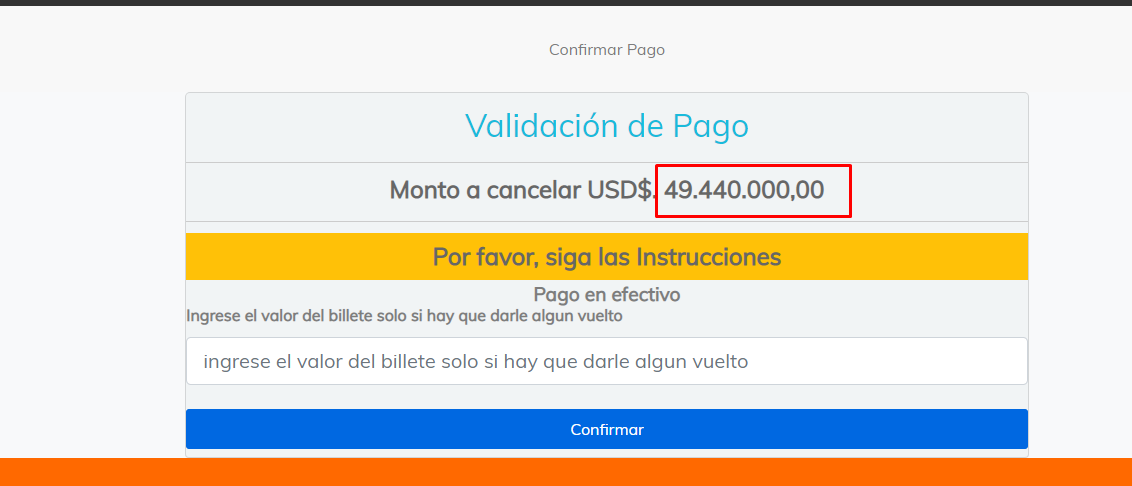 Confirmar Pago
Validación de Pago
Monto a cancelar USD$. 49.440.000,00
Por favor, siga las Instrucciones
Pago en efectivo
Ingrese el valor del billete solo si hay que darle algun vuelto
ingrese el valor del billete solo si hay que darle algun vuelto
Confirmar